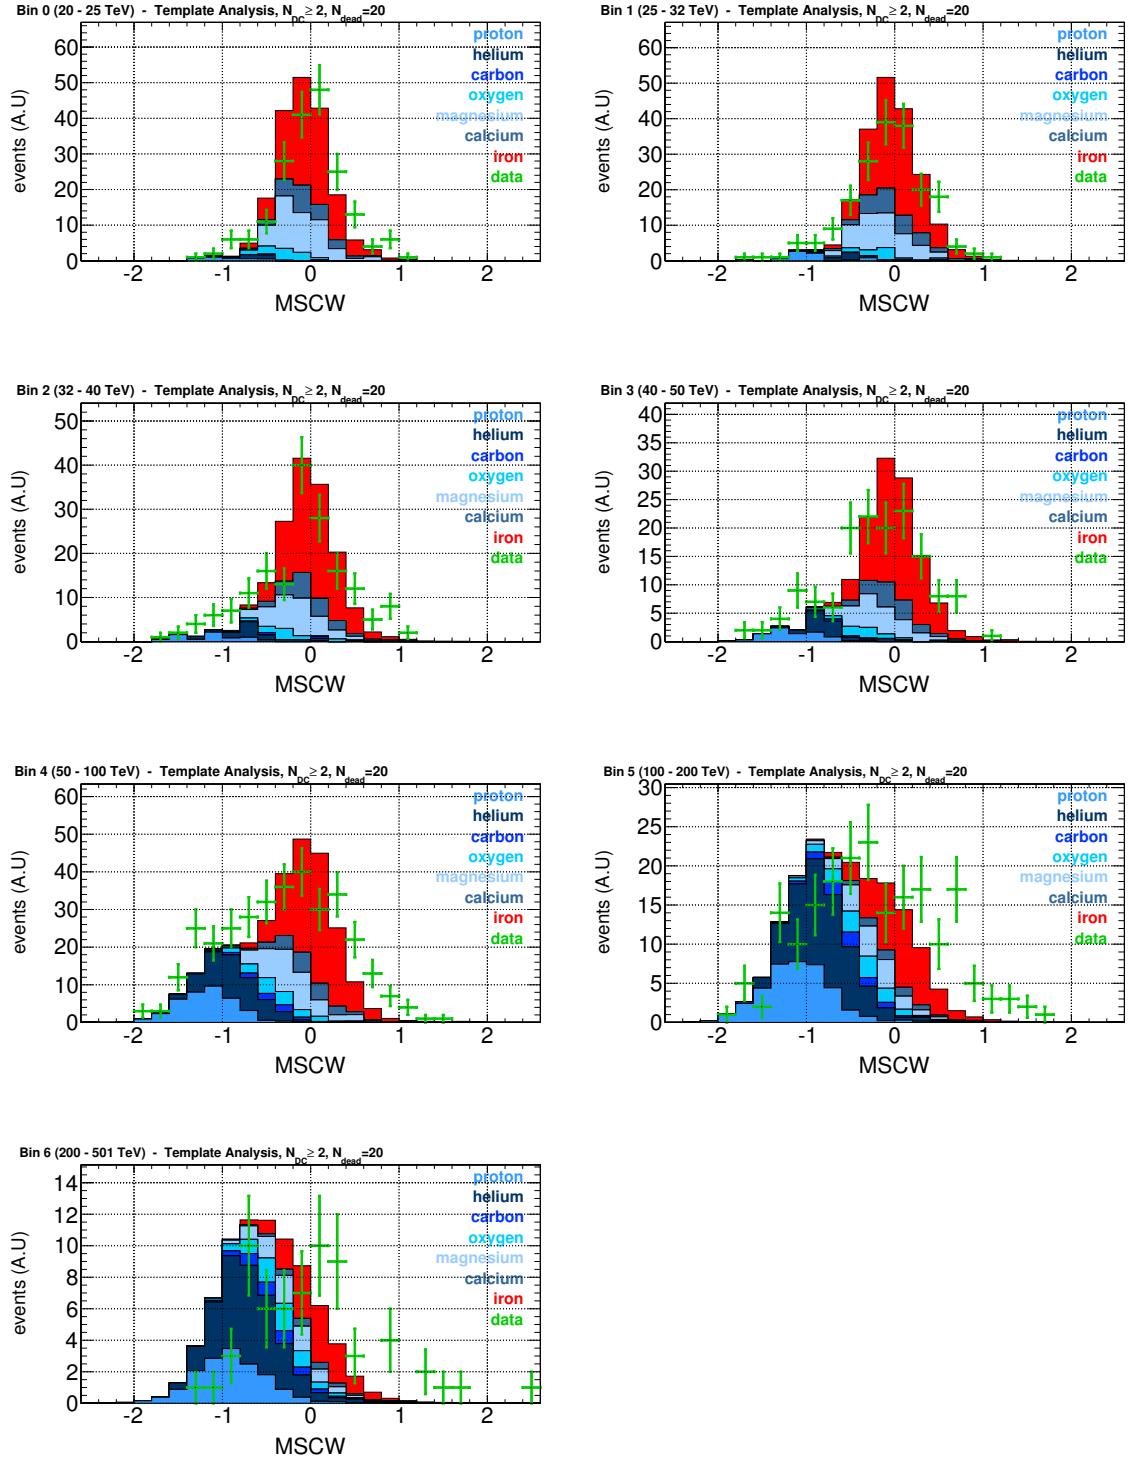 Bin 0 (20 - 25 TeV) - Template Analysis, N_DC ≥ 2, N_dead=20
events (A.U)
60
50
40
30
20
10
0
proton
helium
carbon
oxygen
magnesium
calcium
iron
data
-2 -1 0 1 2
MSCW
Bin 1 (25 - 32 TeV) - Template Analysis, N_DC ≥ 2, N_dead=20
events (A.U)
60
50
40
30
20
10
0
proton
helium
carbon
oxygen
magnesium
calcium
iron
data
-2 -1 0 1 2
MSCW
Bin 2 (32 - 40 TeV) - Template Analysis, N_DC ≥ 2, N_dead=20
events (A.U)
50
40
30
20
10
0
proton
helium
carbon
oxygen
magnesium
calcium
iron
data
-2 -1 0 1 2
MSCW
Bin 3 (40 - 50 TeV) - Template Analysis, N_DC ≥ 2, N_dead=20
events (A.U)
40
35
30
25
20
15
10
5
0
proton
helium
carbon
oxygen
magnesium
calcium
iron
data
-2 -1 0 1 2
MSCW
Bin 4 (50 - 100 TeV) - Template Analysis, N_DC ≥ 2, N_dead=20
events (A.U)
60
50
40
30
20
10
0
proton
helium
carbon
oxygen
magnesium
calcium
iron
data
-2 -1 0 1 2
MSCW
Bin 5 (100 - 200 TeV) - Template Analysis, N_DC ≥ 2, N_dead=20
events (A.U)
30
25
20
15
10
5
0
proton
helium
carbon
oxygen
magnesium
calcium
iron
data
-2 -1 0 1 2
MSCW
Bin 6 (200 - 501 TeV) - Template Analysis, N_DC ≥ 2, N_dead=20
events (A.U)
14
12
10
8
6
4
2
0
proton
helium
carbon
oxygen
magnesium
calcium
iron
data
-2 -1 0 1 2
MSCW